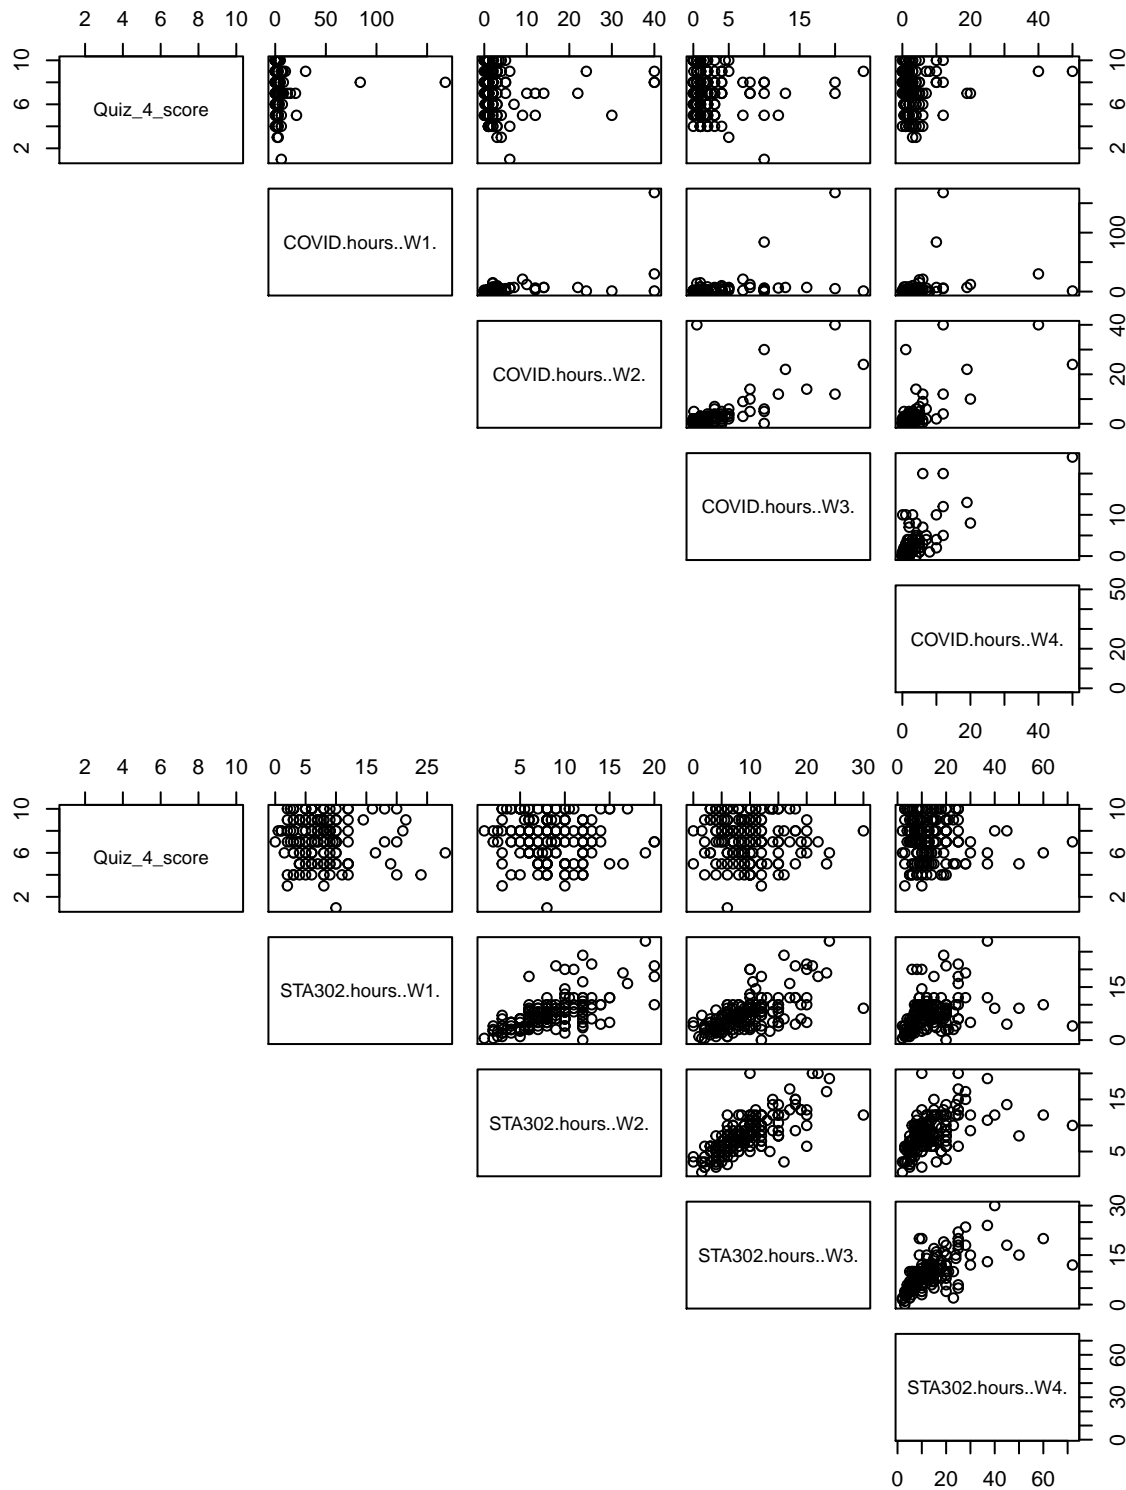 2 4 6 8 10 0 50 100 0 10 20 30 40 0 5 15 0 20 40
2 6 10 Quiz_4_score 2 6 10
COVID.hours..W1. 0 100
COVID.hours..W2. 0 20 40
COVID.hours..W3. 0 10
COVID.hours..W4. 0 20 50
0 20 40
2 4 6 8 10 0 5 15 25 5 10 15 20 0 10 20 30 0 20 40 60
2 6 10 Quiz_4_score 2 6 10
STA302.hours..W1. 0 15
STA302.hours..W2. 5 15
STA302.hours..W3. 0 15 30
STA302.hours..W4. 0 30 60
0 20 40 60